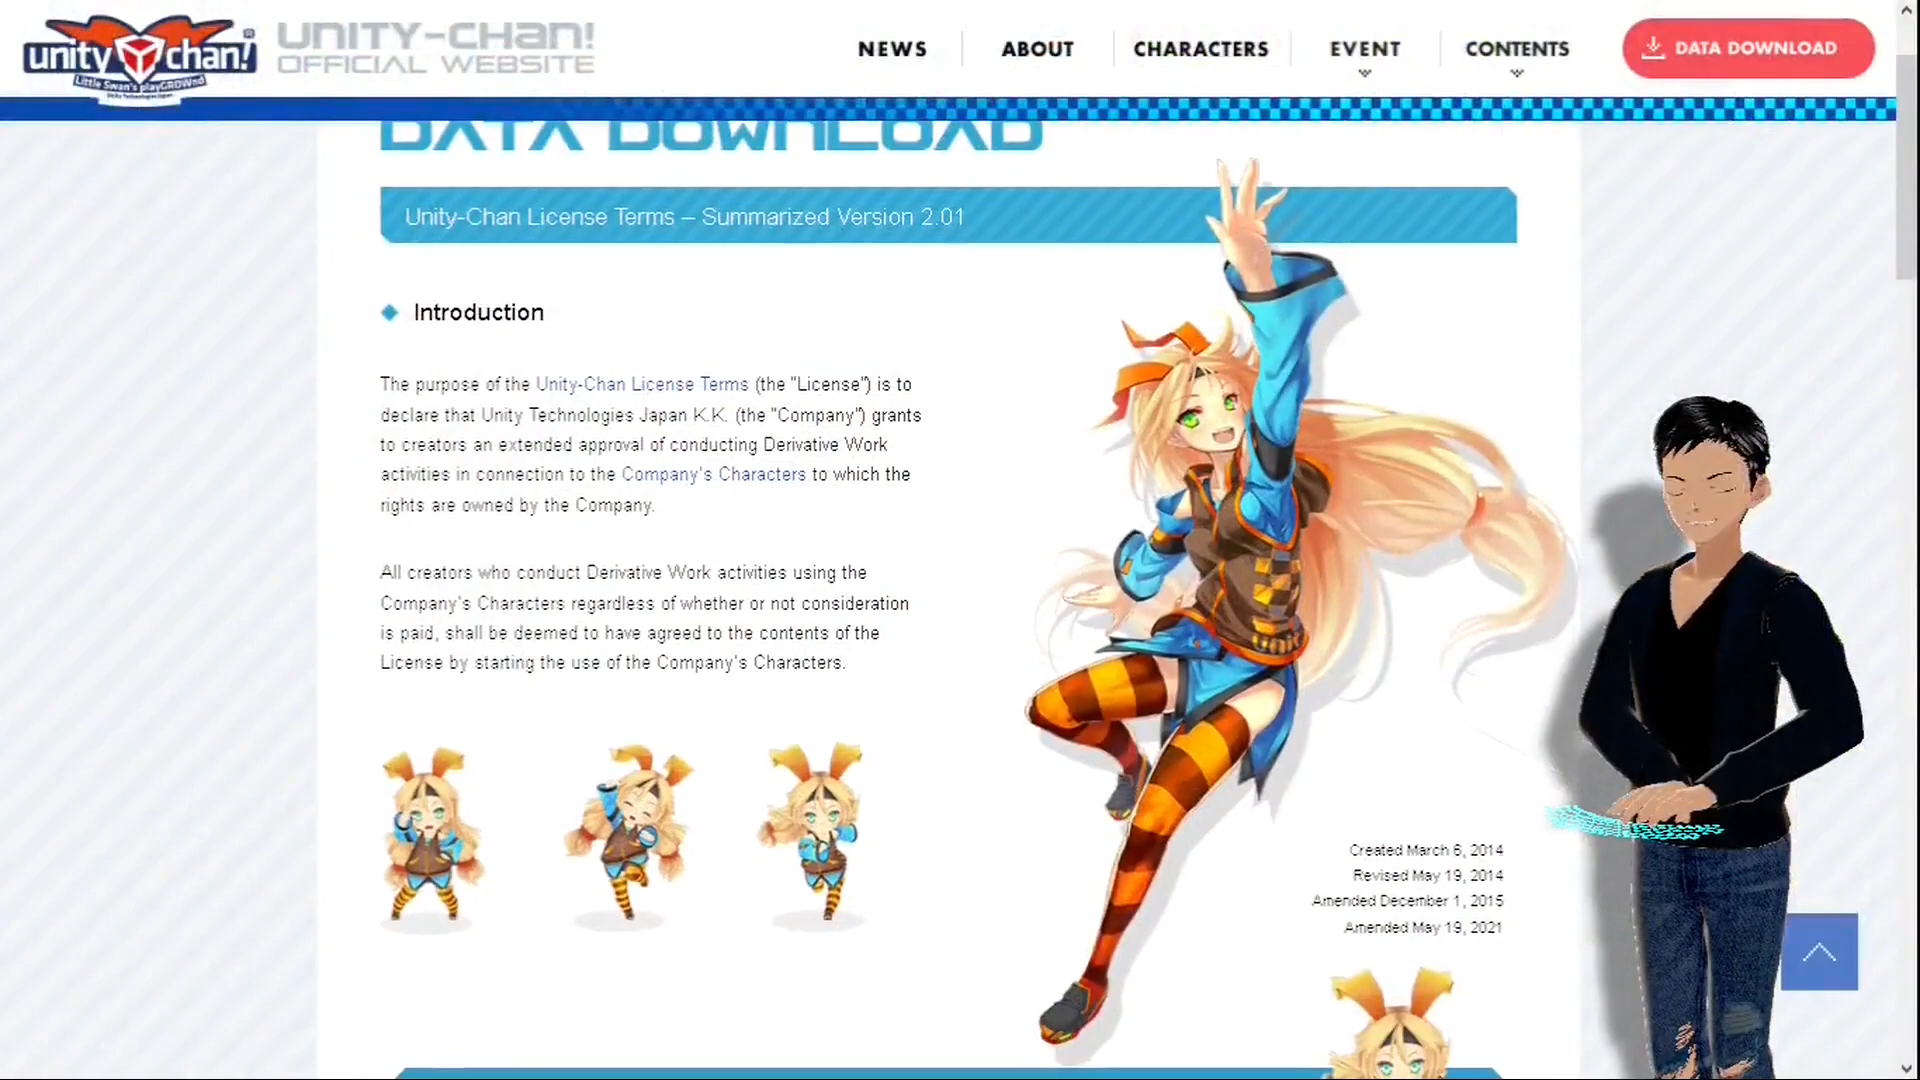 unity chan! ®
Little Swan's playGROWnd
UNITY-CHAN!
OFFICIAL WEBSITE
NEWS
ABOUT
CHARACTERS
EVENT
CONTENTS
DATA DOWNLOAD
DATA DOWNLOAD
Unity-Chan License Terms – Summarized Version 2.01
Introduction
The purpose of the Unity-Chan License Terms (the "License") is to
declare that Unity Technologies Japan K.K. (the "Company") grants
to creators an extended approval of conducting Derivative Work
activities in connection to the Company's Characters to which the
rights are owned by the Company.
All creators who conduct Derivative Work activities using the
Company's Characters regardless of whether or not consideration
is paid, shall be deemed to have agreed to the contents of the
License by starting the use of the Company's Characters.
Created March 6, 2014
Revised May 19, 2014
Amended December 1, 2015
Amended May 19, 2021